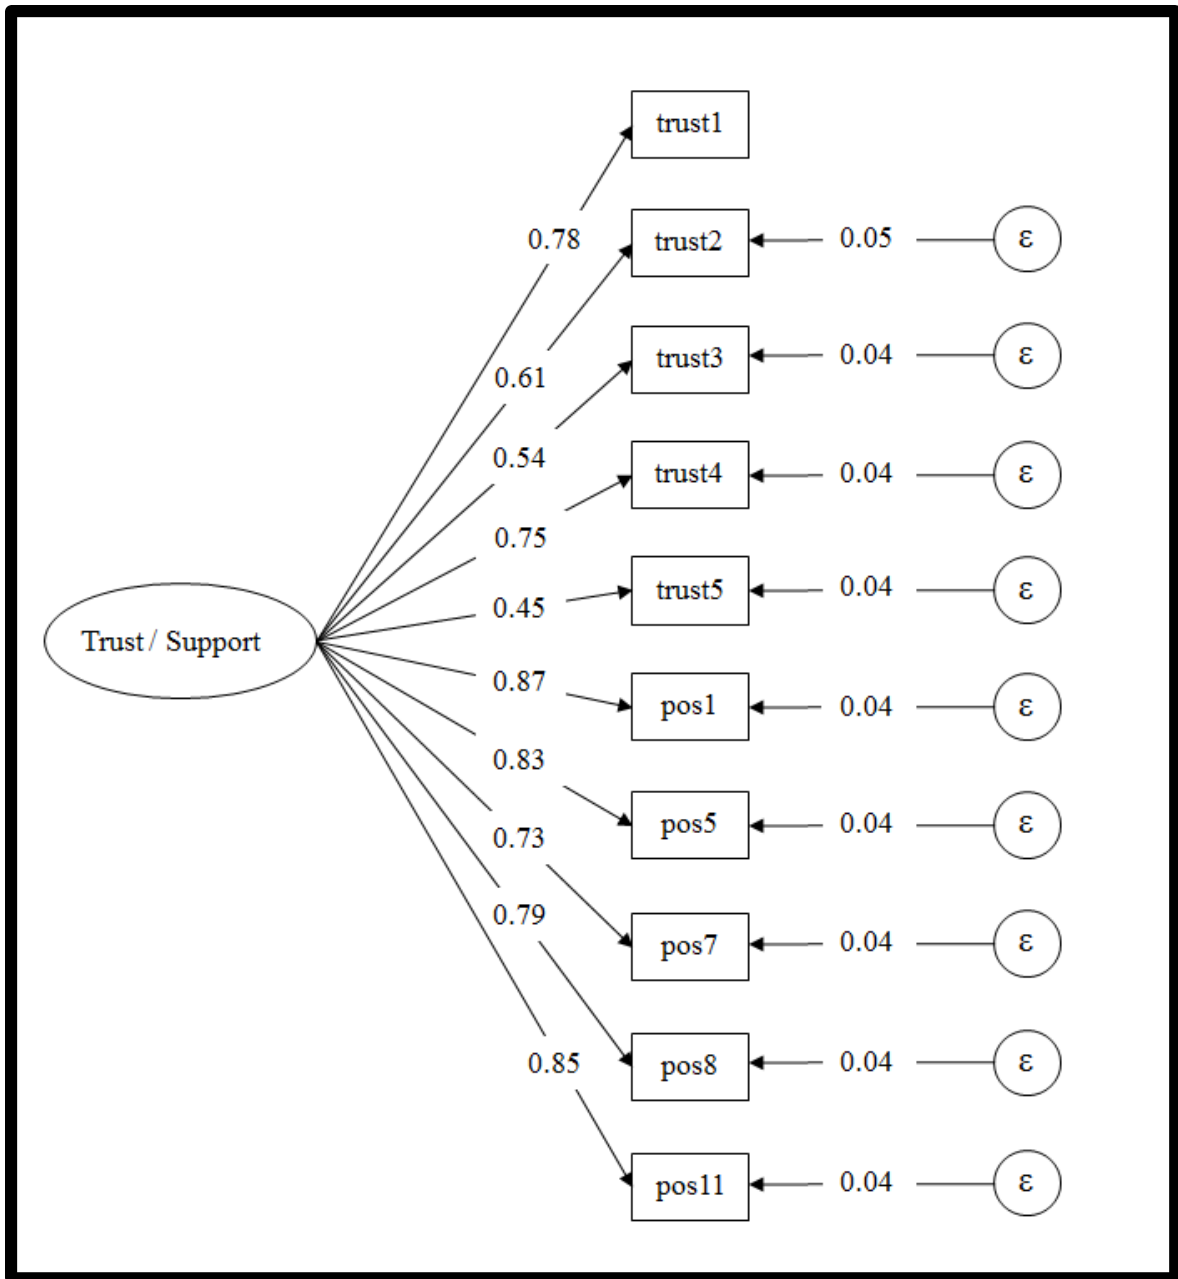 trust1
0.78
trust2
0.05
ε
0.61
trust3
0.04
ε
0.54
trust4
0.04
ε
0.75
trust5
0.04
ε
0.45
Trust / Support
0.87
pos1
0.04
ε
0.83
pos5
0.04
ε
0.73
pos7
0.04
ε
0.79
pos8
0.04
ε
0.85
pos11
0.04
ε